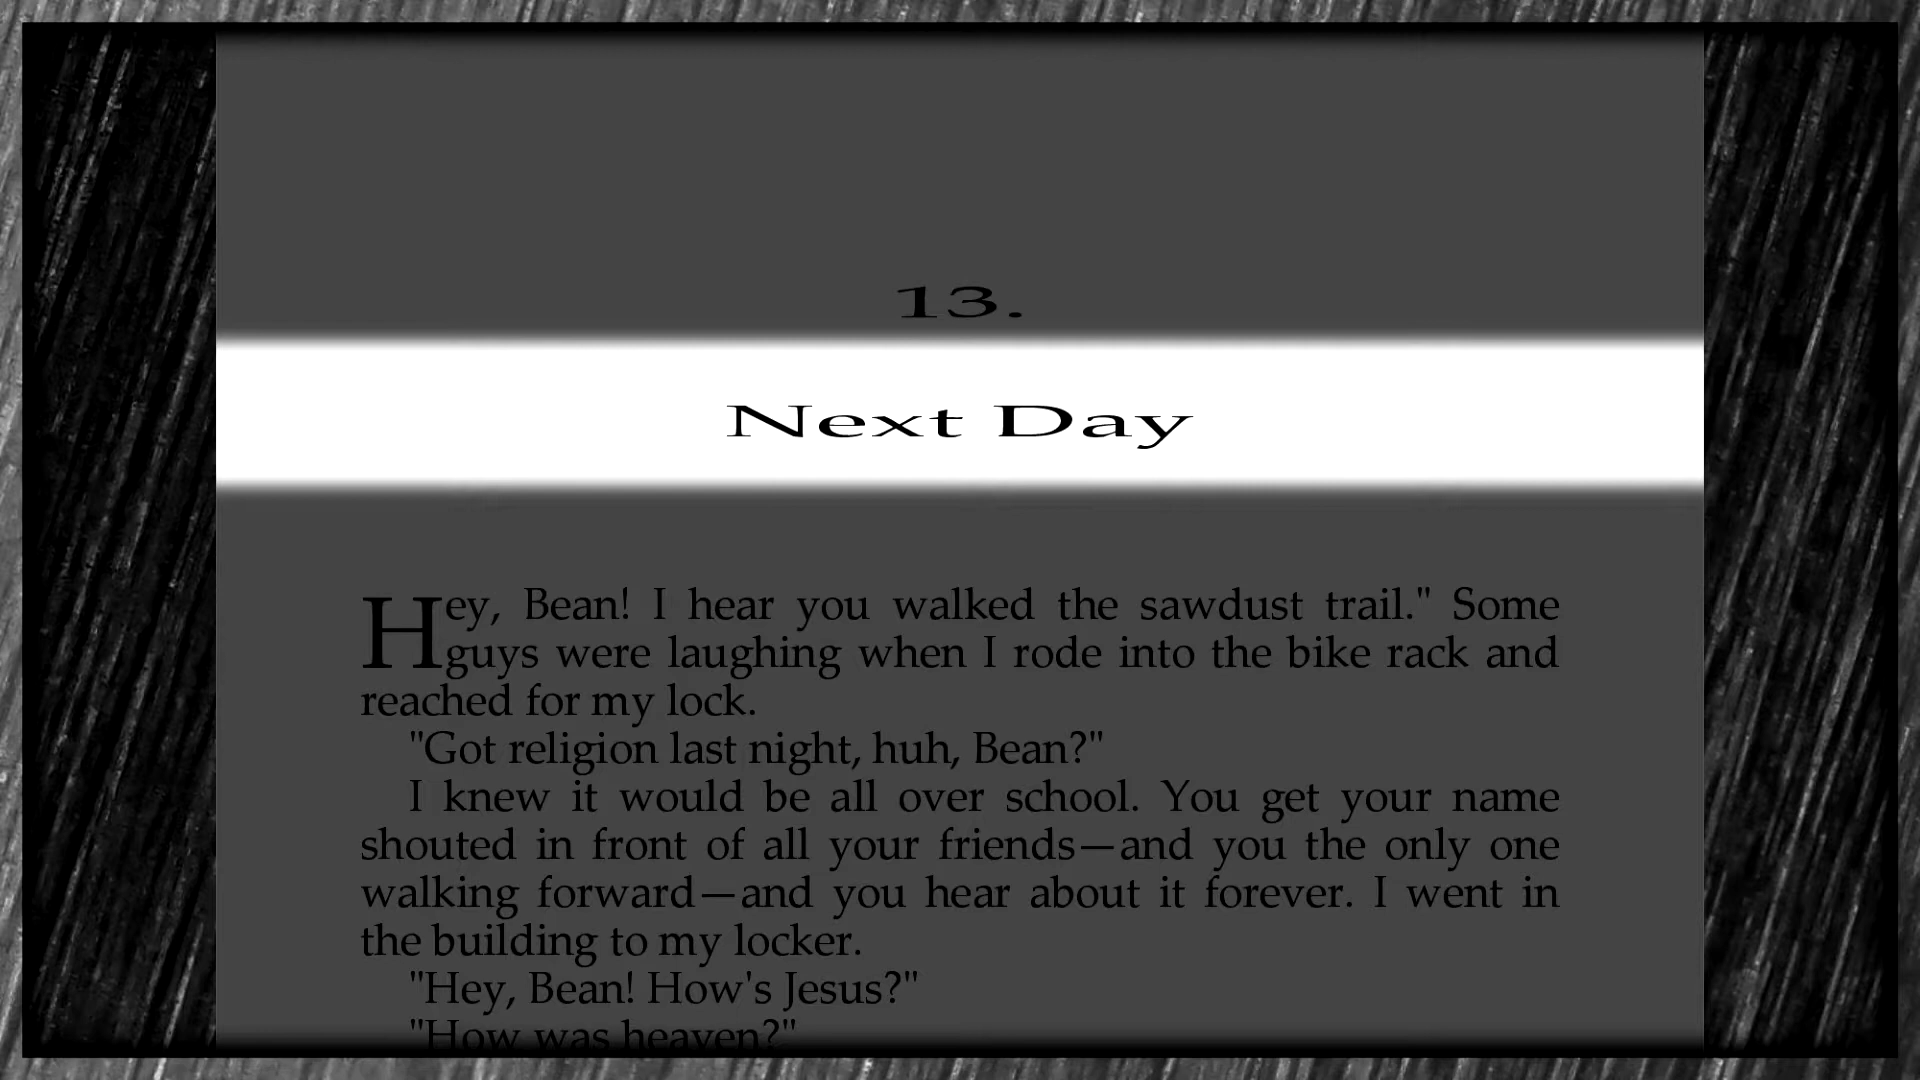 13.
Next Day
Hey, Bean! I hear you walked the sawdust trail." Some
guys were laughing when I rode into the bike rack and
reached for my lock.
"Got religion last night, huh, Bean?"
I knew it would be all over school. You get your name
shouted in front of all your friends—and you the only one
walking forward—and you hear about it forever. I went in
the building to my locker.
"Hey, Bean! How's Jesus?"
"How was heaven?"